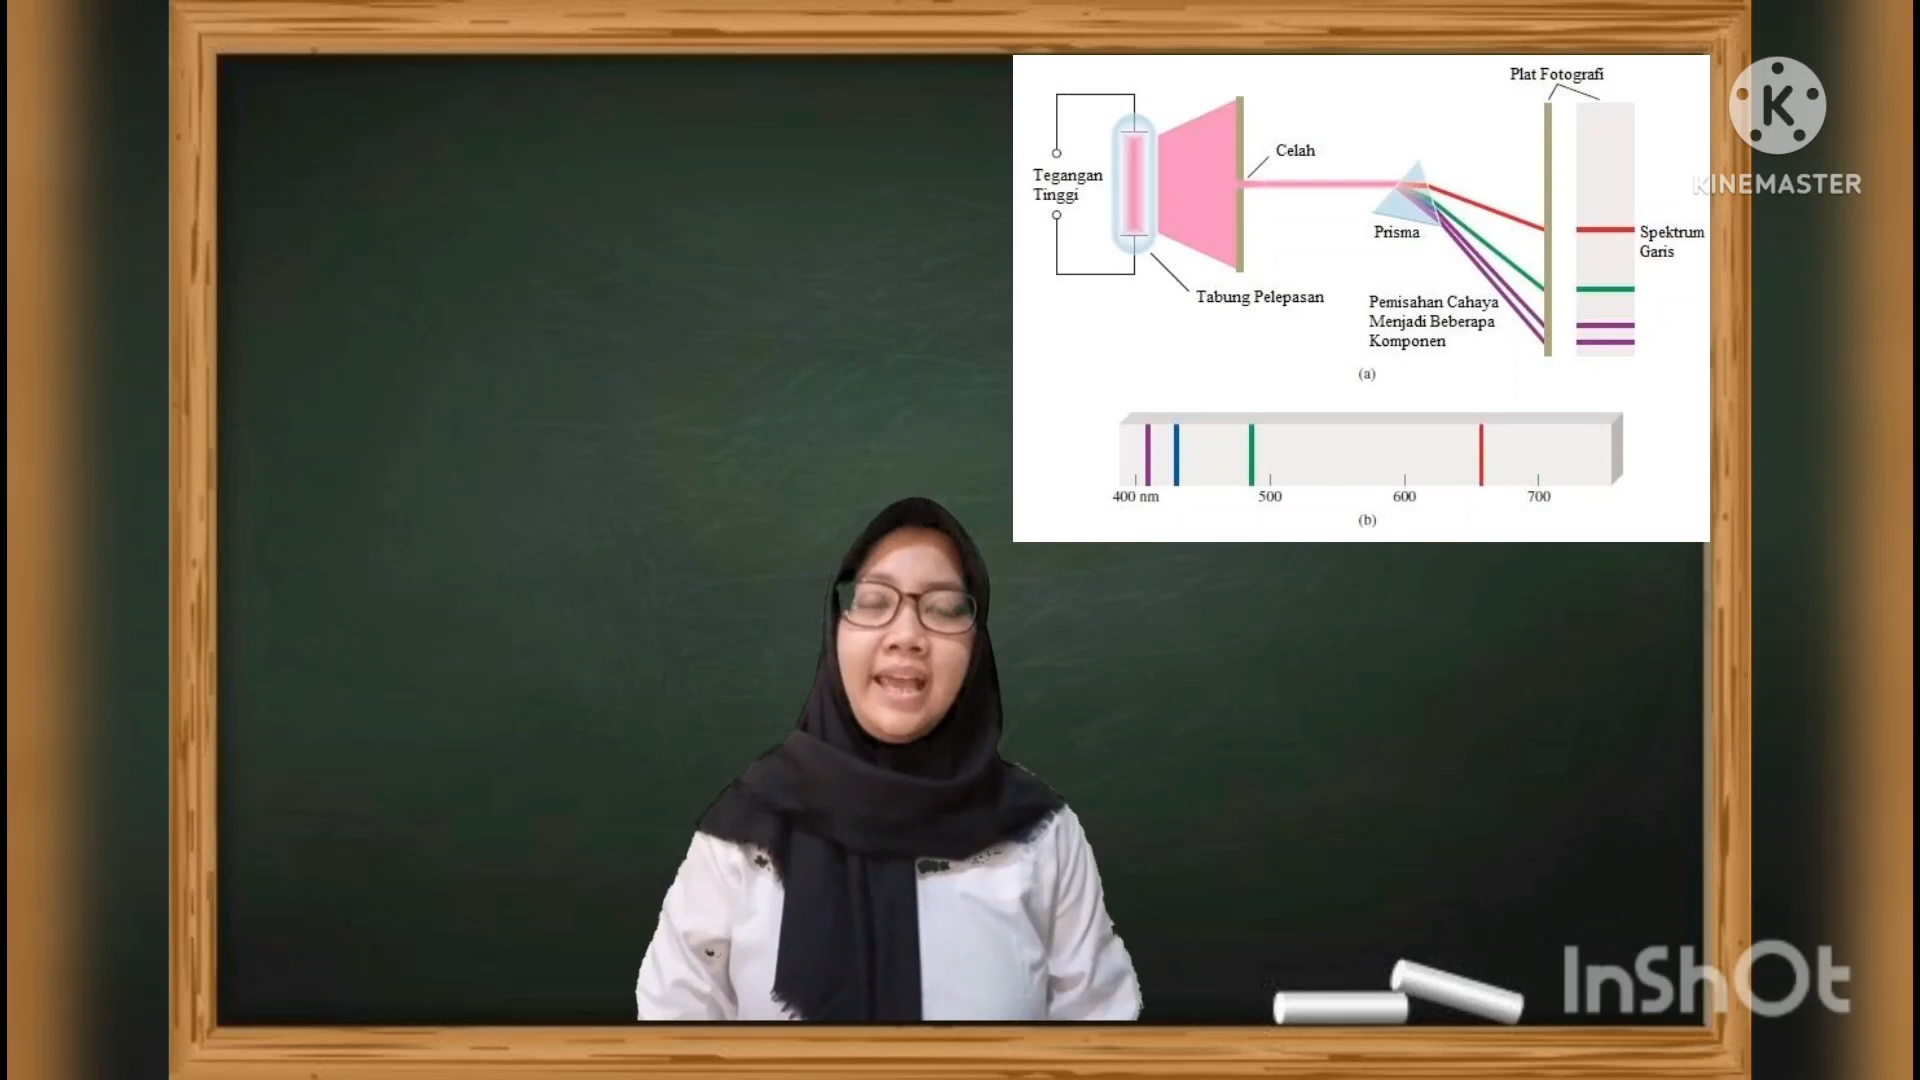 Plat Fotografi
K
KINEMASTER
Celah
Tegangan
Tinggi
Prisma
Spektrum
Garis
Tabung Pelepasan
Pemisahan Cahaya
Menjadi Beberapa
Komponen
(a)
400 nm 500 600 700
(b)
InShOt